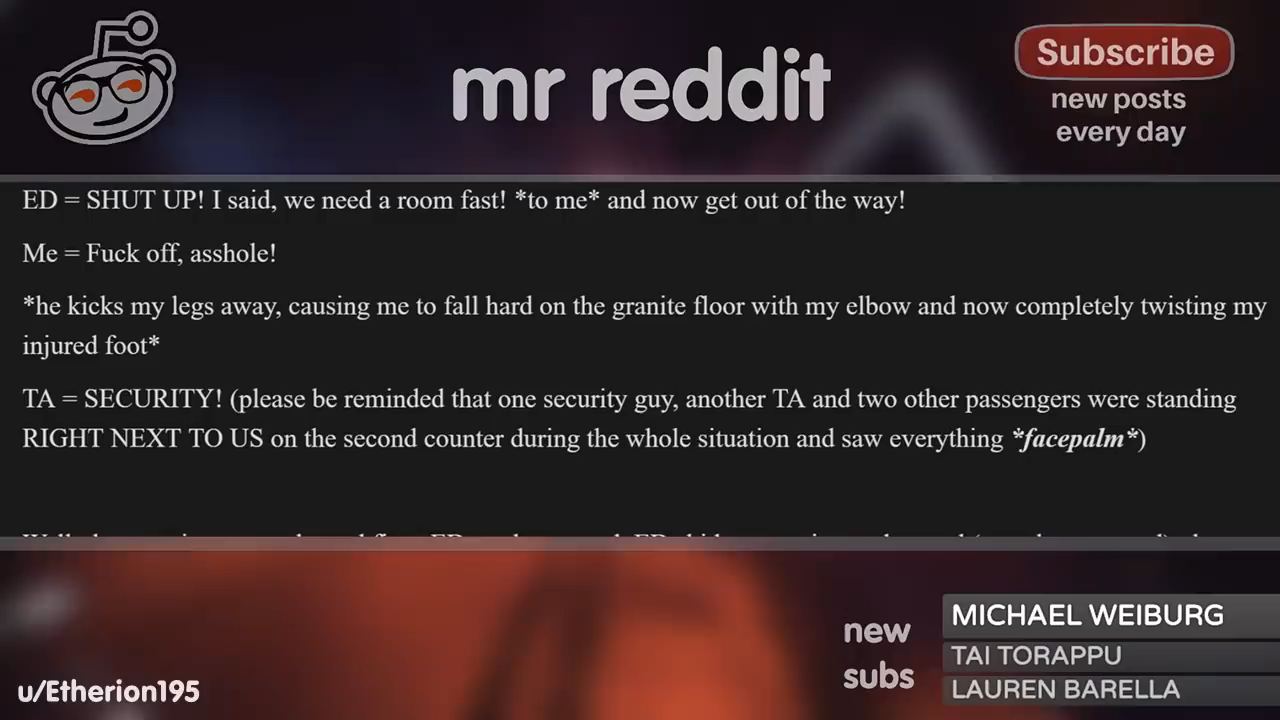 mr reddit
Subscribe
new posts
every day
ED = SHUT UP! I said, we need a room fast! *to me* and now get out of the way!
Me = Fuck off, asshole!
*he kicks my legs away, causing me to fall hard on the granite floor with my elbow and now completely twisting my
injured foot*
TA = SECURITY! (please be reminded that one security guy, another TA and two other passengers were standing
RIGHT NEXT TO US on the second counter during the whole situation and saw everything *facepalm*)
new
subs
MICHAEL WEIBURG
TAI TORAPPU
LAUREN BARELLA
u/Etherion195